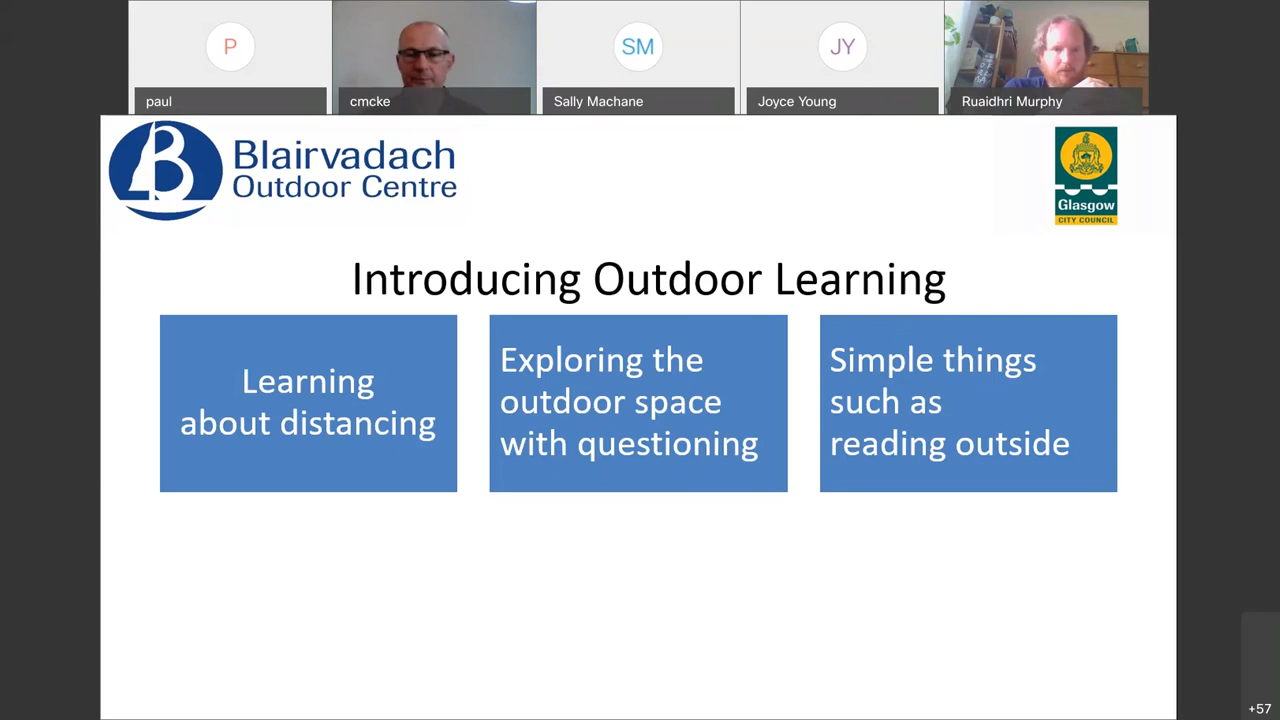 P
SM
JY
paul
cmcke
Sally Machane
Joyce Young
Ruaidhri Murphy
B
Blairvadach
Outdoor Centre
Glasgow
CITY COUNCIL
Introducing Outdoor Learning
Learning
about distancing
Exploring the
outdoor space
with questioning
Simple things
such as
reading outside
+57